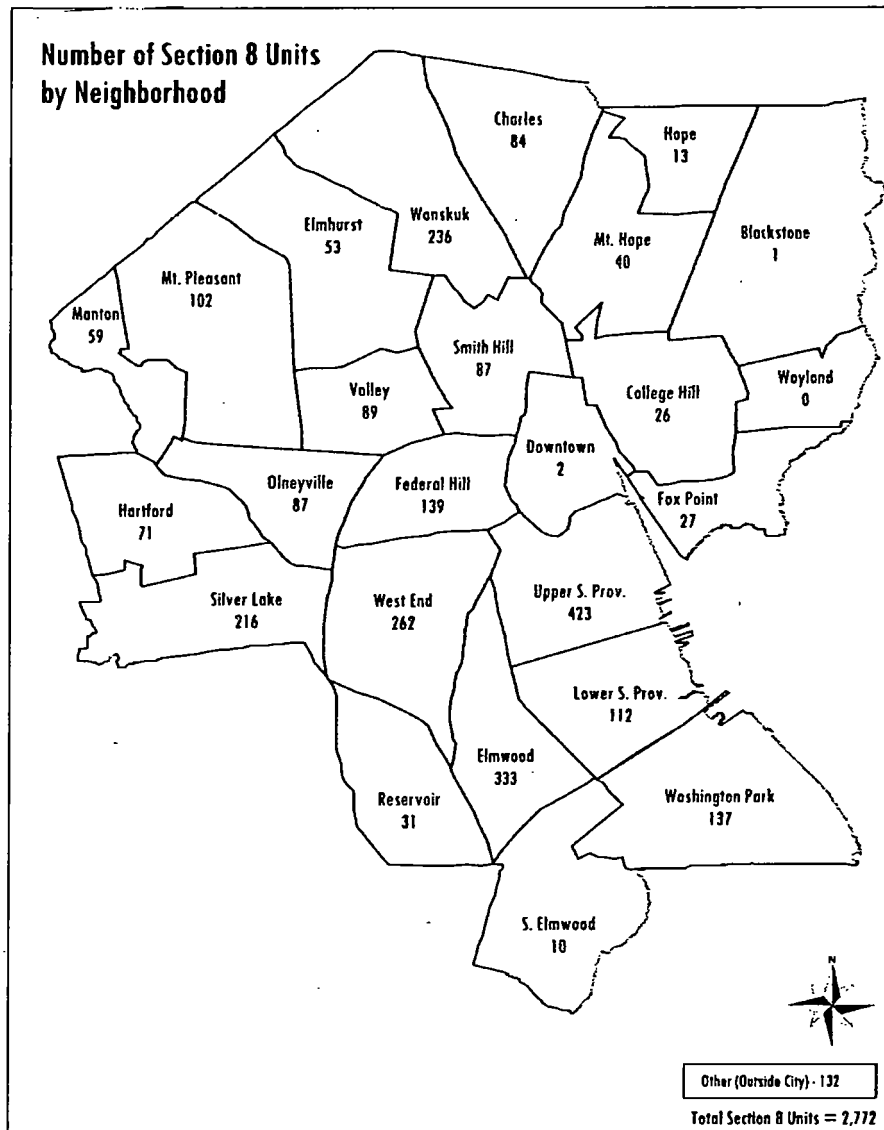 Number of Section 8 Units
by Neighborhood
Charles
84
Hope
13
Elmhurst
53
Wanskuk
236
Mt. Hope
40
Blackstone
1
Mt. Pleasant
102
Manton
59
Smith Hill
87
Valley
89
College Hill
26
Wayland
0
Downtown
2
Olneyville
87
Federal Hill
139
Fox Point
27
Hartford
71
Silver Lake
216
West End
262
Upper S. Prov.
423
Lower S. Prov.
112
Elmwood
333
Reservoir
31
Washington Park
137
S. Elmwood
10
N
Other (Outside City) - 132
Total Section 8 Units = 2,772